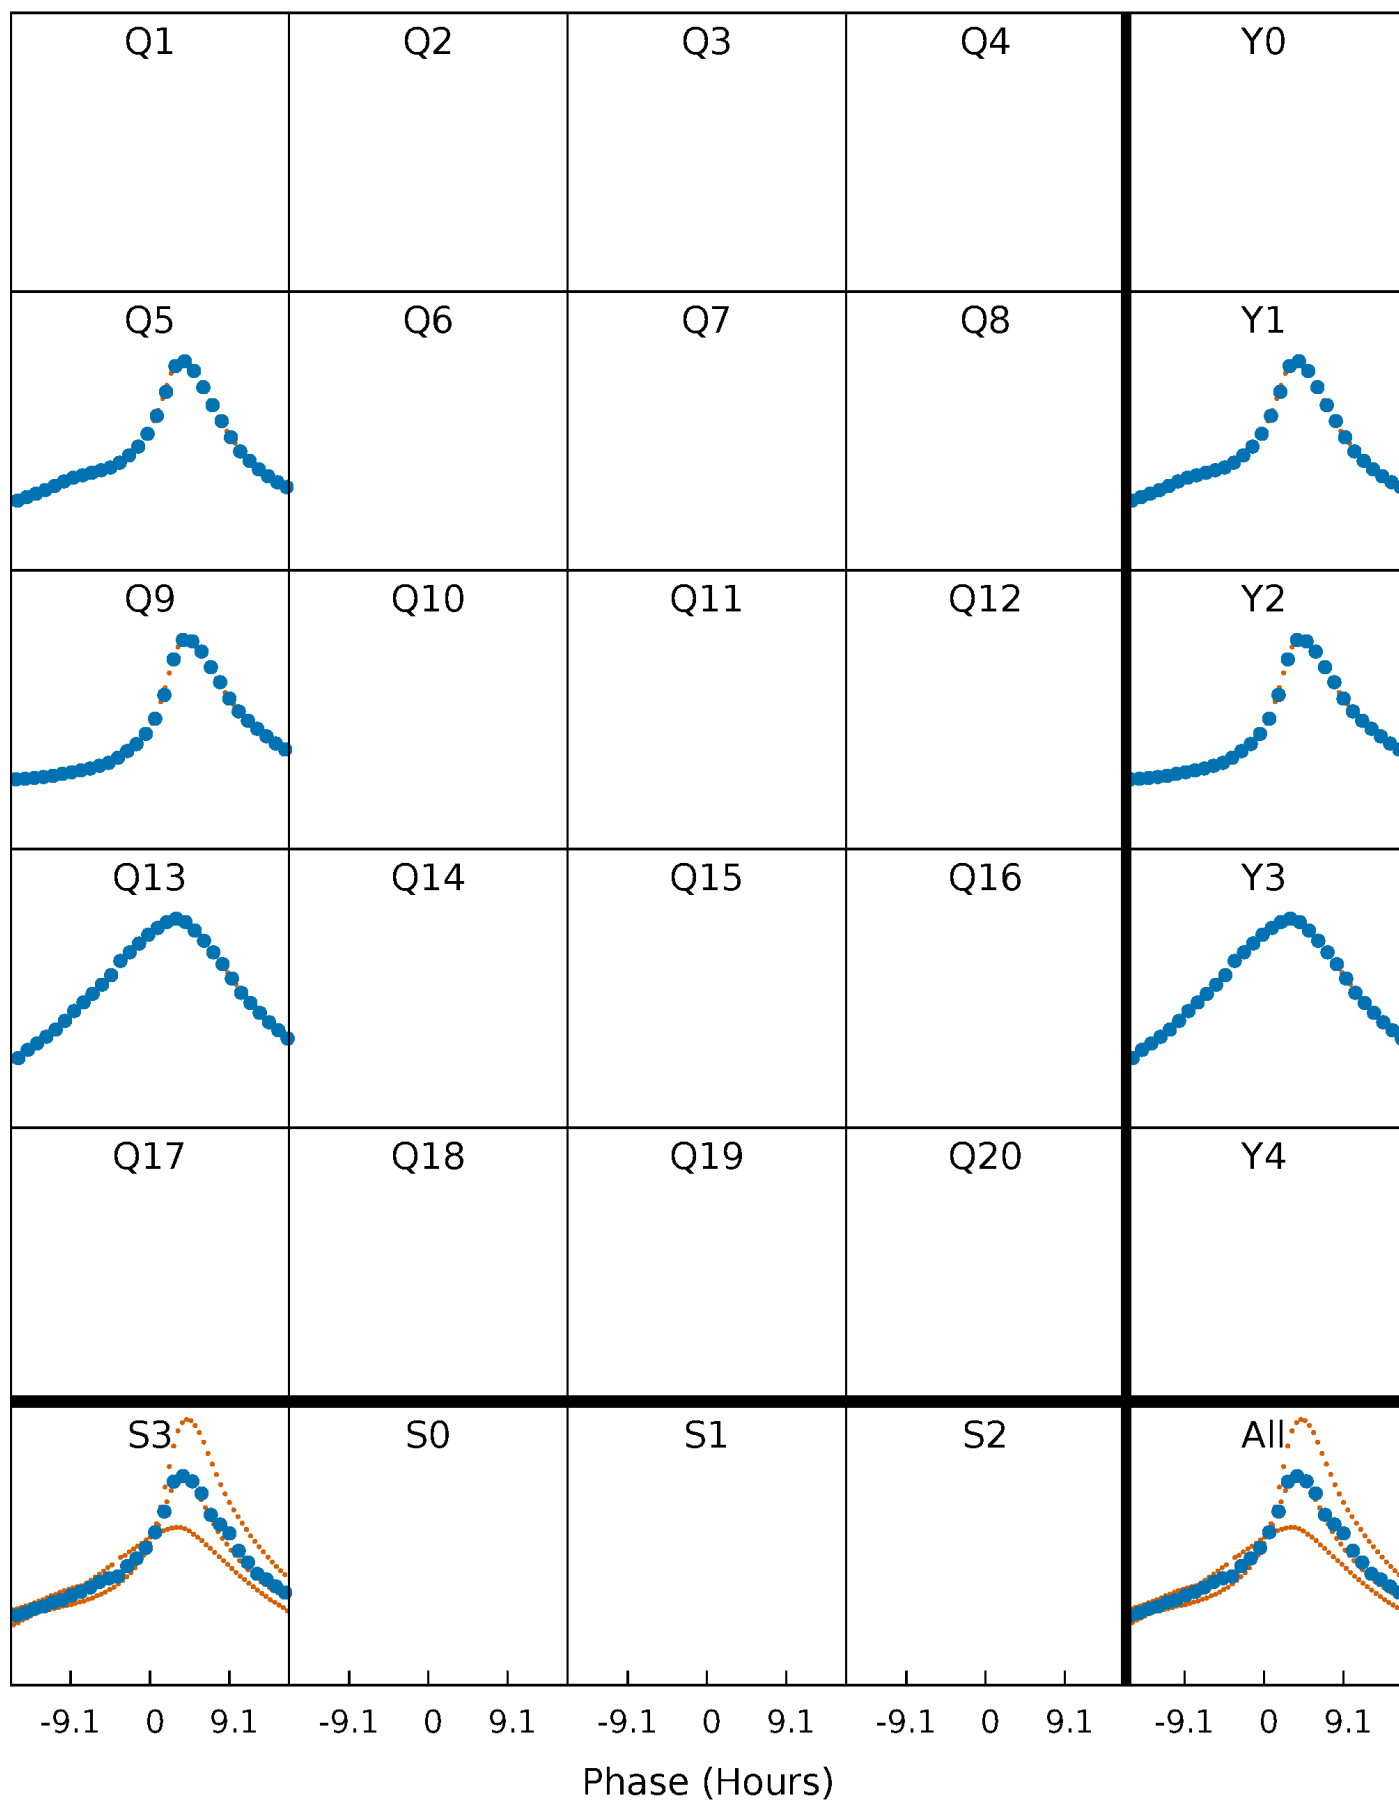 Q1 Q2 Q3 Q4 Y0
Q5 Q6 Q7 Q8 Y1
Q9 Q10 Q11 Q12 Y2
Q13 Q14 Q15 Q16 Y3
Q17 Q18 Q19 Q20 Y4
S3 S0 S1 S2 All
-9.1 0 9.1 -9.1 0 9.1 -9.1 0 9.1 -9.1 0 9.1 -9.1 0 9.1
Phase (Hours)